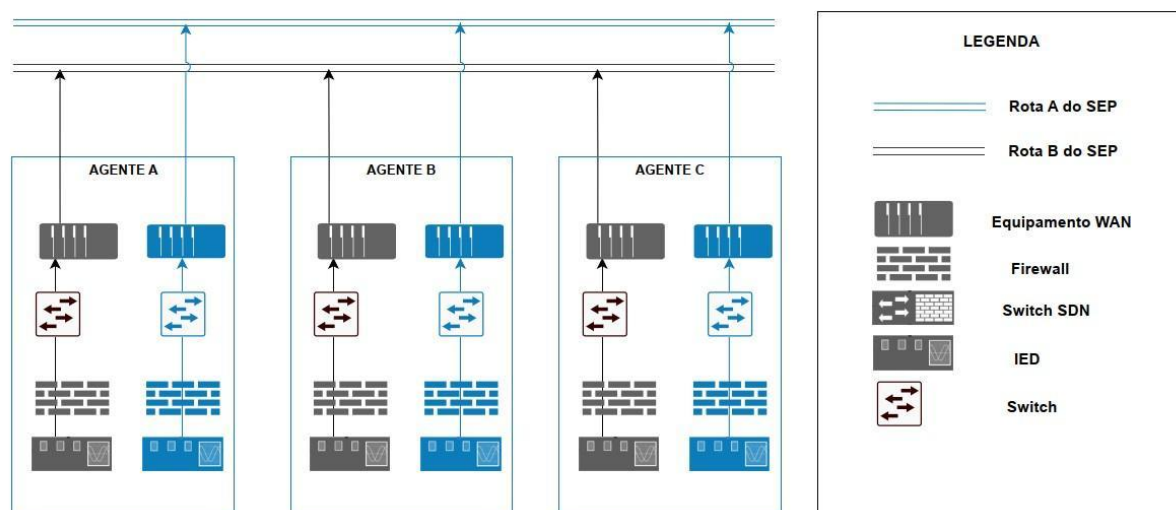 AGENTE A
AGENTE B
AGENTE C
LEGENDA
Rota A do SEP
Rota B do SEP
Equipamento WAN
Firewall
Switch SDN
IED
Switch